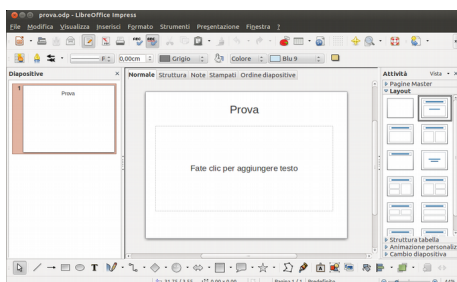 prova.odp - LibreOffice Impress
File Modifica Visualizza Inserisci Formato Strumenti Presentazione Finestra ?
0,00cm Grigio Colore Blu 9
Diapositive
Normale Struttura Note Stampati Ordine diapositive
Attività Vista
Pagine Master
Layout
1
Prova
Prova
Fate clic per aggiungere testo
Struttura tabella
Animazione personaliz
Cambio diapositiva
T